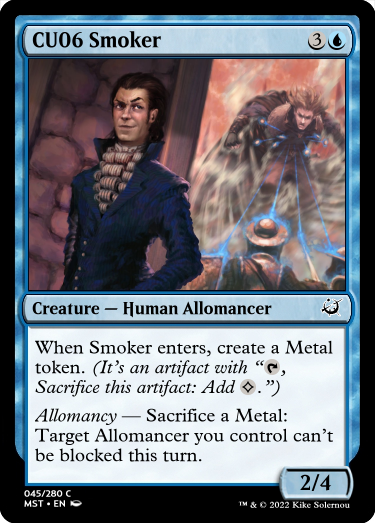 CU06 Smoker 3
Creature — Human Allomancer
When Smoker enters, create a Metal
token. (It's an artifact with “,
Sacrifice this artifact: Add .”)
Allomancy — Sacrifice a Metal:
Target Allomancer you control can't
be blocked this turn.
2/4
045/280 C
MST • EN
™ & © 2022 Kike Solernou